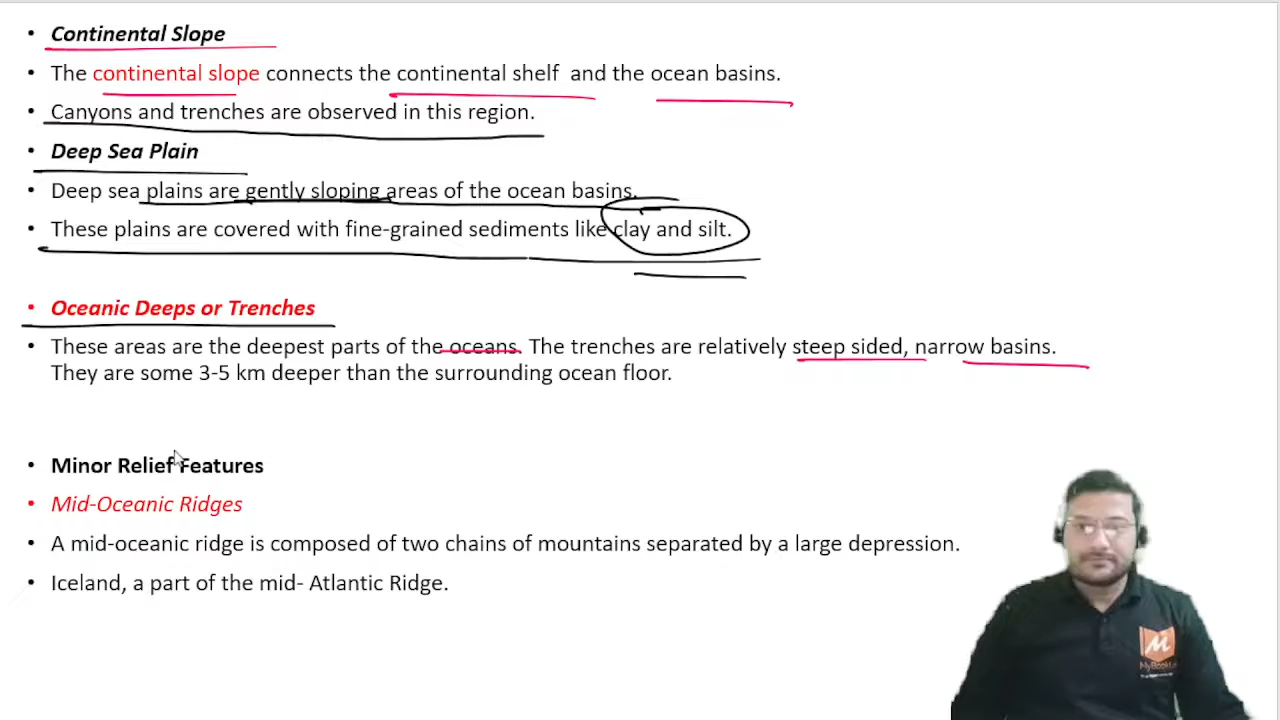 • Continental Slope
• The continental slope connects the continental shelf and the ocean basins.
• Canyons and trenches are observed in this region.
• Deep Sea Plain
• Deep sea plains are gently sloping areas of the ocean basins.
• These plains are covered with fine-grained sediments like clay and silt.
• Oceanic Deeps or Trenches
• These areas are the deepest parts of the oceans. The trenches are relatively steep sided, narrow basins.
They are some 3-5 km deeper than the surrounding ocean floor.
• Minor Relief Features
• Mid-Oceanic Ridges
• A mid-oceanic ridge is composed of two chains of mountains separated by a large depression.
• Iceland, a part of the mid- Atlantic Ridge.